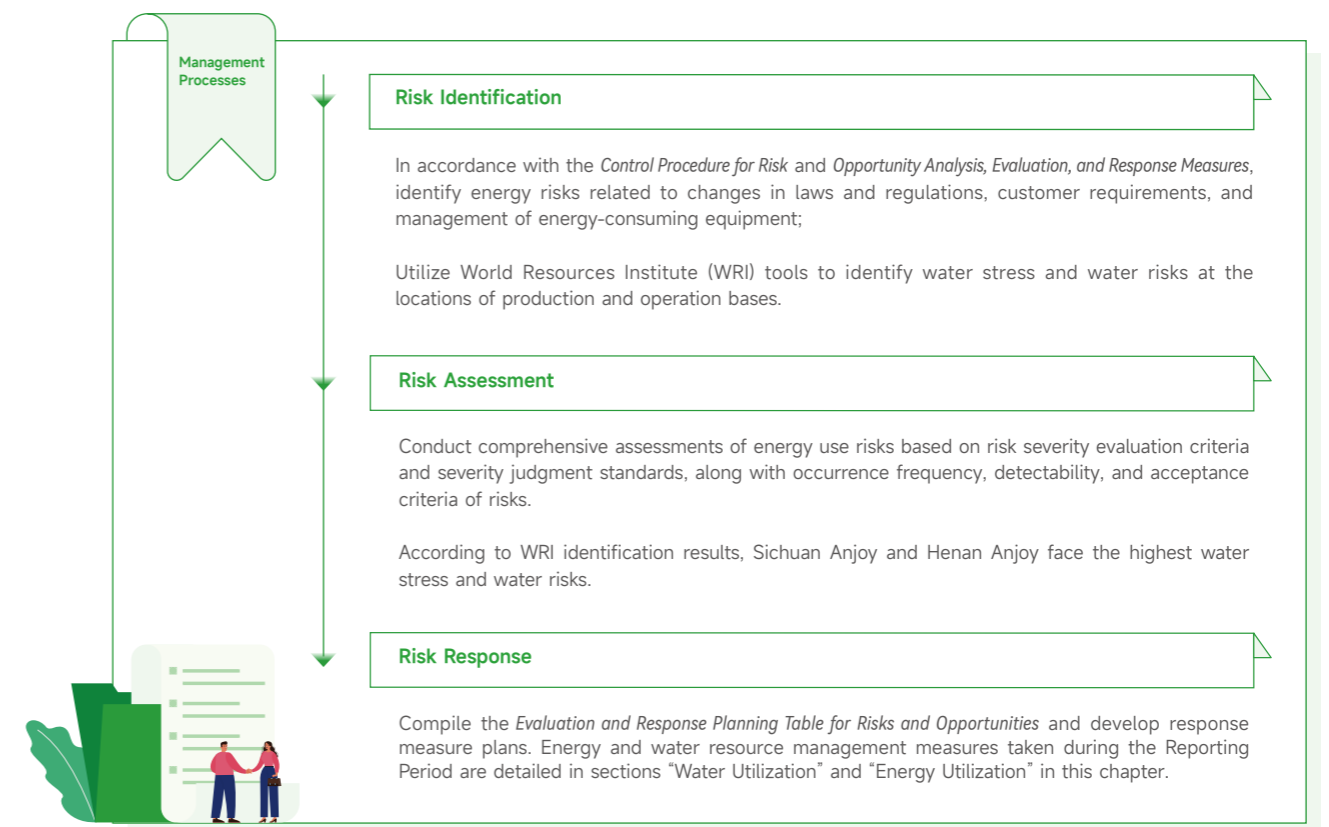 Management
Processes
Risk Identification
In accordance with the Control Procedure for Risk and Opportunity Analysis, Evaluation, and Response Measures,
identify energy risks related to changes in laws and regulations, customer requirements, and
management of energy-consuming equipment;
Utilize World Resources Institute (WRI) tools to identify water stress and water risks at the
locations of production and operation bases.
Risk Assessment
Conduct comprehensive assessments of energy use risks based on risk severity evaluation criteria
and severity judgment standards, along with occurrence frequency, detectability, and acceptance
criteria of risks.
According to WRI identification results, Sichuan Anjoy and Henan Anjoy face the highest water
stress and water risks.
Risk Response
Compile the Evaluation and Response Planning Table for Risks and Opportunities and develop response
measure plans. Energy and water resource management measures taken during the Reporting
Period are detailed in sections “Water Utilization” and “Energy Utilization” in this chapter.